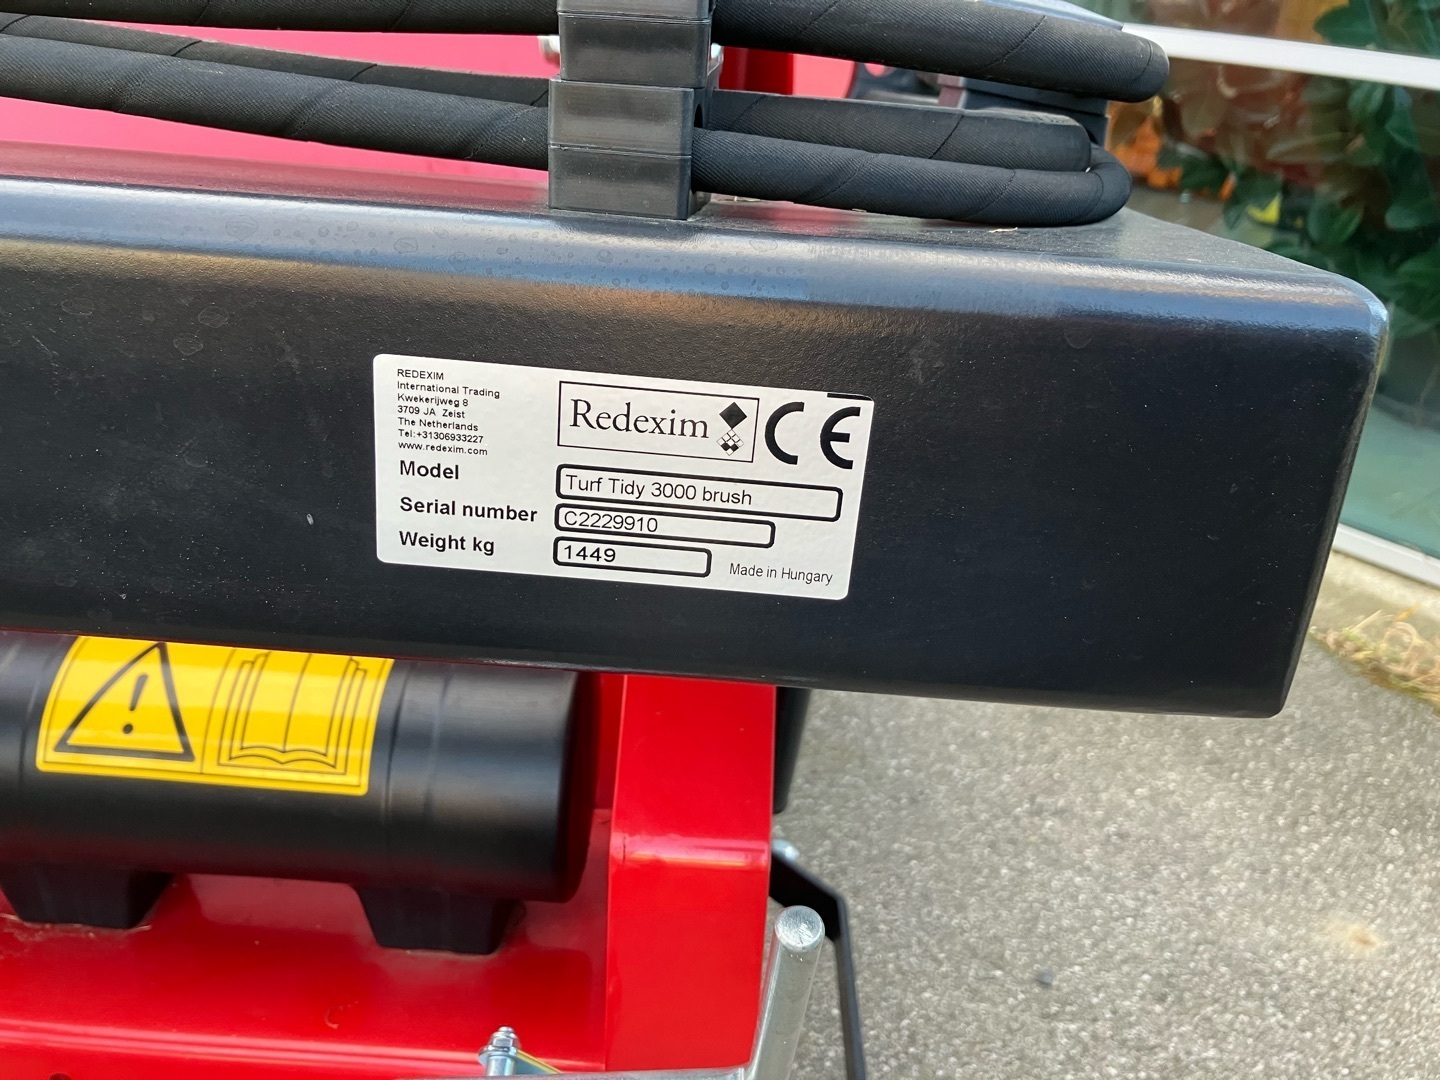 REDEXIM
International Trading
Kwekerijweg 8
3709 JA Zeist
The Netherlands
Tel:+31306933227
www.redexim.com
Redexim CE
Model Turf Tidy 3000 brush
Serial number C2229910
Weight kg 1449
Made in Hungary